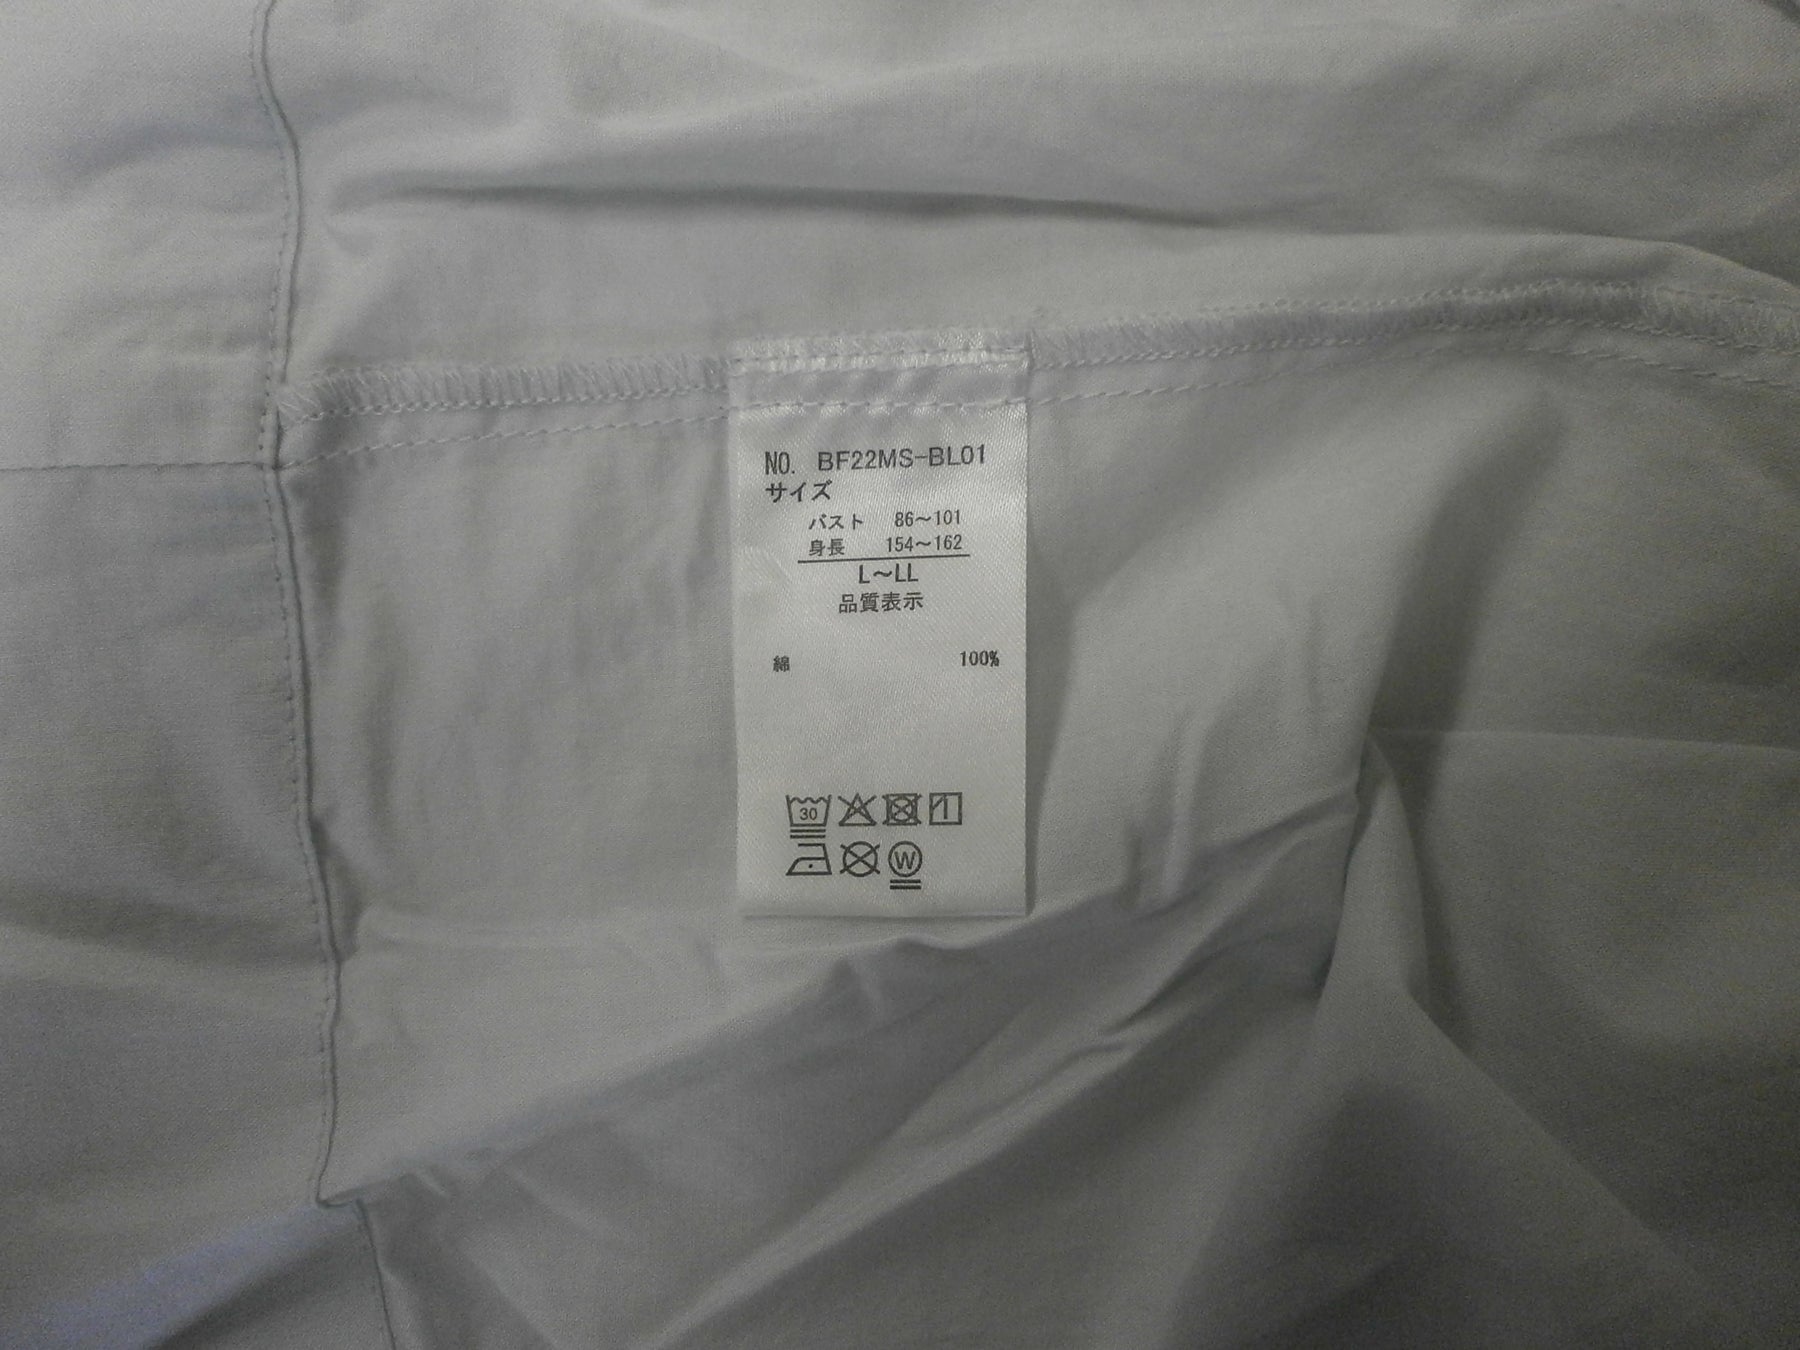 NO. BF22MS-BL01
サイズ
バスト 86〜101
身長 154〜162
L〜LL
品質表示
綿 100%
30
W